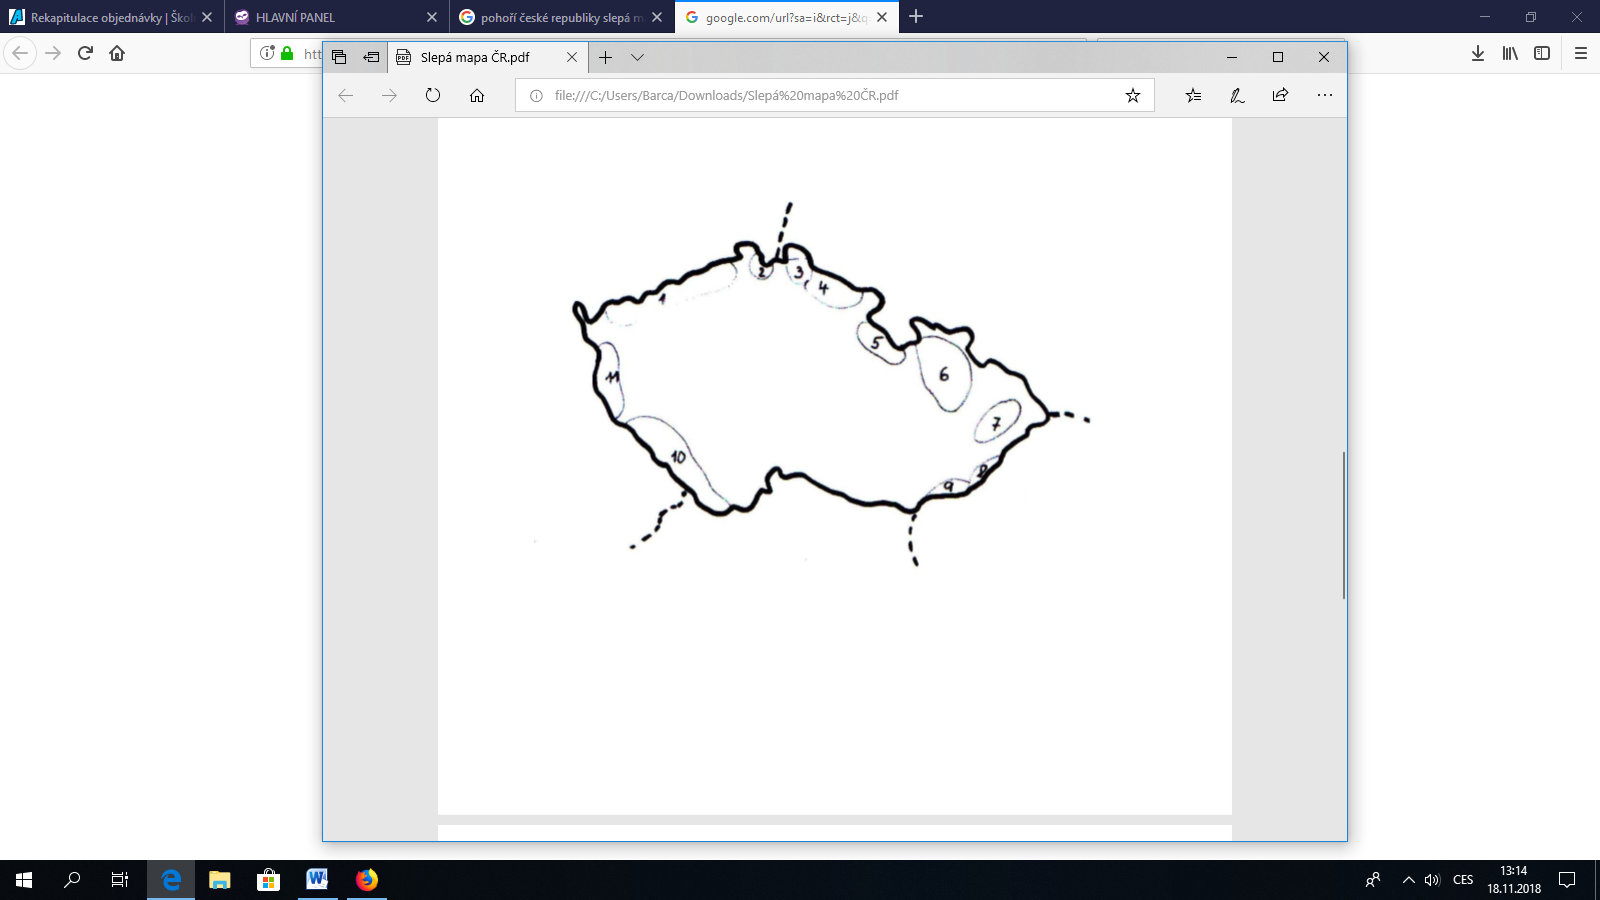 Rekapitulace objednávky | Škol
HLAVNÍ PANEL
pohoří české republiky slepá m
google.com/url?sa=i&rct=j&q
htt
Slepá mapa ČR.pdf
file:///C:/Users/Barca/Downloads/Slepá%20mapa%20ČR.pdf
1
2
3
4
5
6
7
8
9
10
11
CES
13:14
18.11.2018